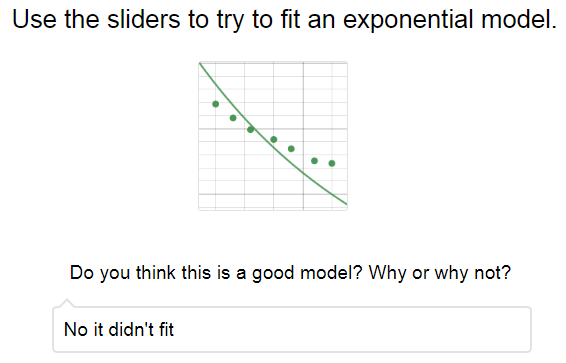 Use the sliders to try to fit an exponential model.
Do you think this is a good model? Why or why not?
No it didn't fit